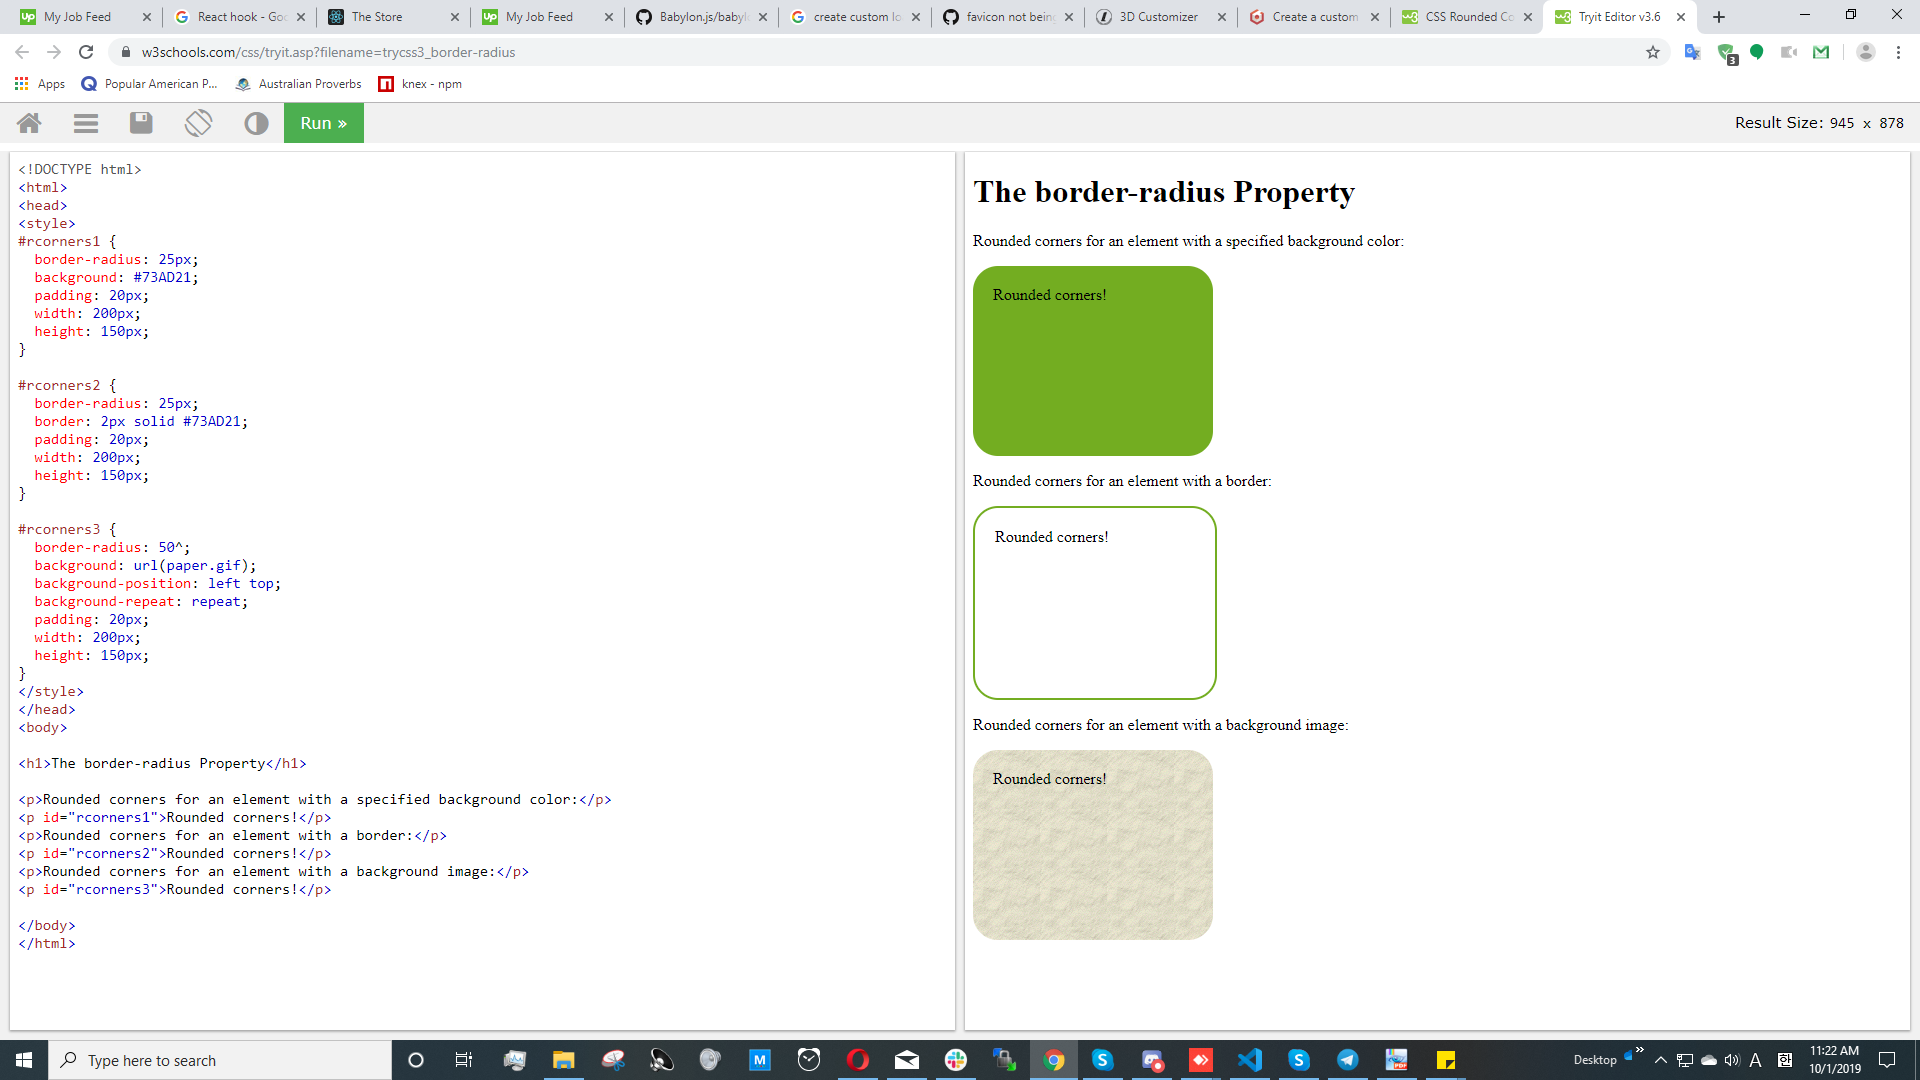 My Job Feed
React hook - Goo
The Store
My Job Feed
Babylon.js/babyl
create custom lo
favicon not being
3D Customizer
Create a custom
CSS Rounded Co
Tryit Editor v3.6
w3schools.com/css/tryit.asp?filename=trycss3_border-radius
3
Apps
Popular American P...
Australian Proverbs
knex - npm
Run »
Result Size: 945 x 878
<!DOCTYPE html>
<html>
<head>
<style>
#rcorners1 {
  border-radius: 25px;
  background: #73AD21;
  padding: 20px;
  width: 200px;
  height: 150px;
}
#rcorners2 {
  border-radius: 25px;
  border: 2px solid #73AD21;
  padding: 20px;
  width: 200px;
  height: 150px;
}
#rcorners3 {
  border-radius: 50^;
  background: url(paper.gif);
  background-position: left top;
  background-repeat: repeat;
  padding: 20px;
  width: 200px;
  height: 150px;
}
</style>
</head>
<body>
<h1>The border-radius Property</h1>
<p>Rounded corners for an element with a specified background color:</p>
<p id="rcorners1">Rounded corners!</p>
<p>Rounded corners for an element with a border:</p>
<p id="rcorners2">Rounded corners!</p>
<p>Rounded corners for an element with a background image:</p>
<p id="rcorners3">Rounded corners!</p>
</body>
</html>
The border-radius Property
Rounded corners for an element with a specified background color:
Rounded corners!
Rounded corners for an element with a border:
Rounded corners!
Rounded corners for an element with a background image:
Rounded corners!
Type here to search
Desktop
A
11:22 AM
10/1/2019